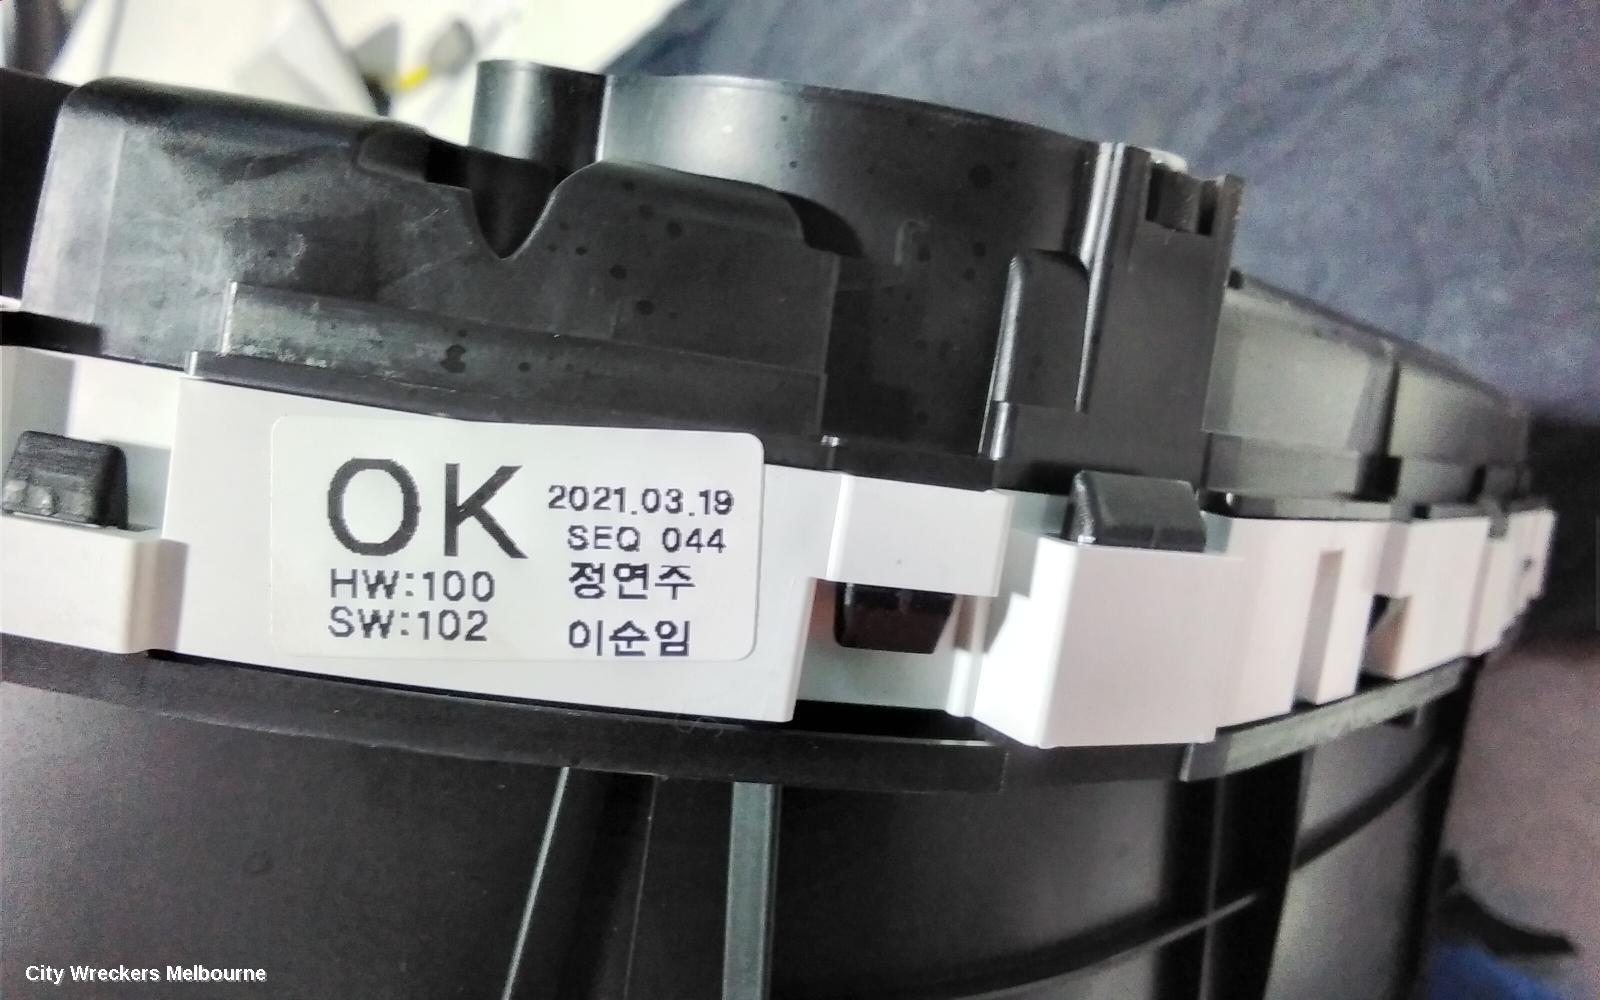 OK
2021.03.19
SEQ 044
HW:100
정연주
SW:102
이순임
City Wreckers Melbourne